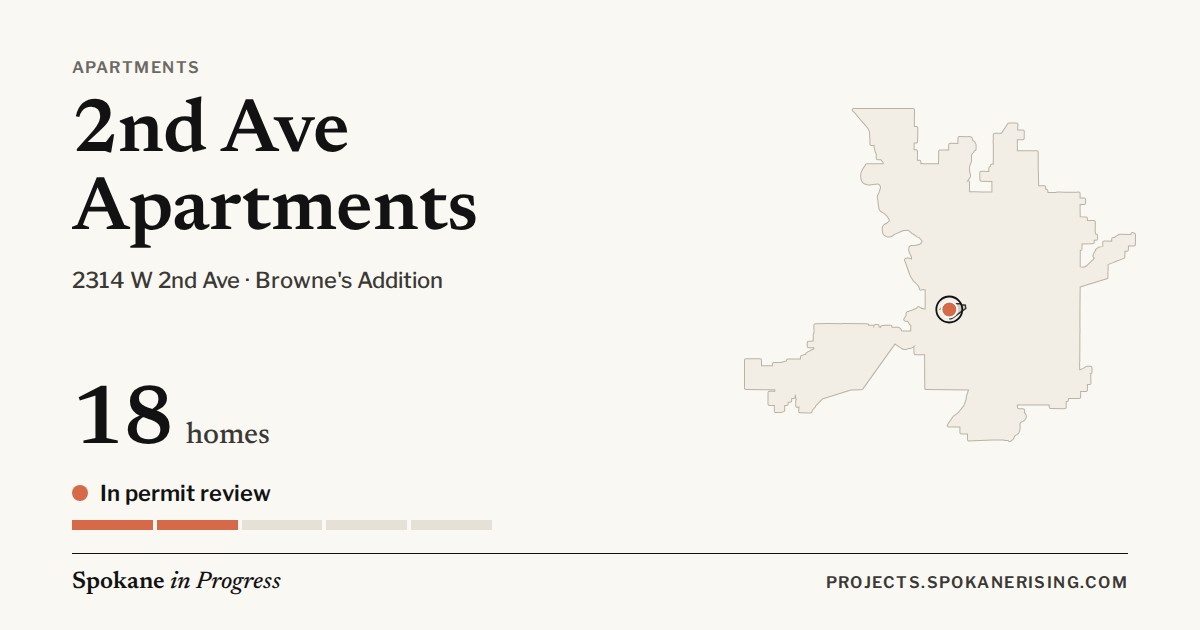 APARTMENTS
2nd Ave
Apartments
2314 W 2nd Ave · Browne's Addition
18 homes
In permit review
Spokane in Progress
PROJECTS.SPOKANERISING.COM